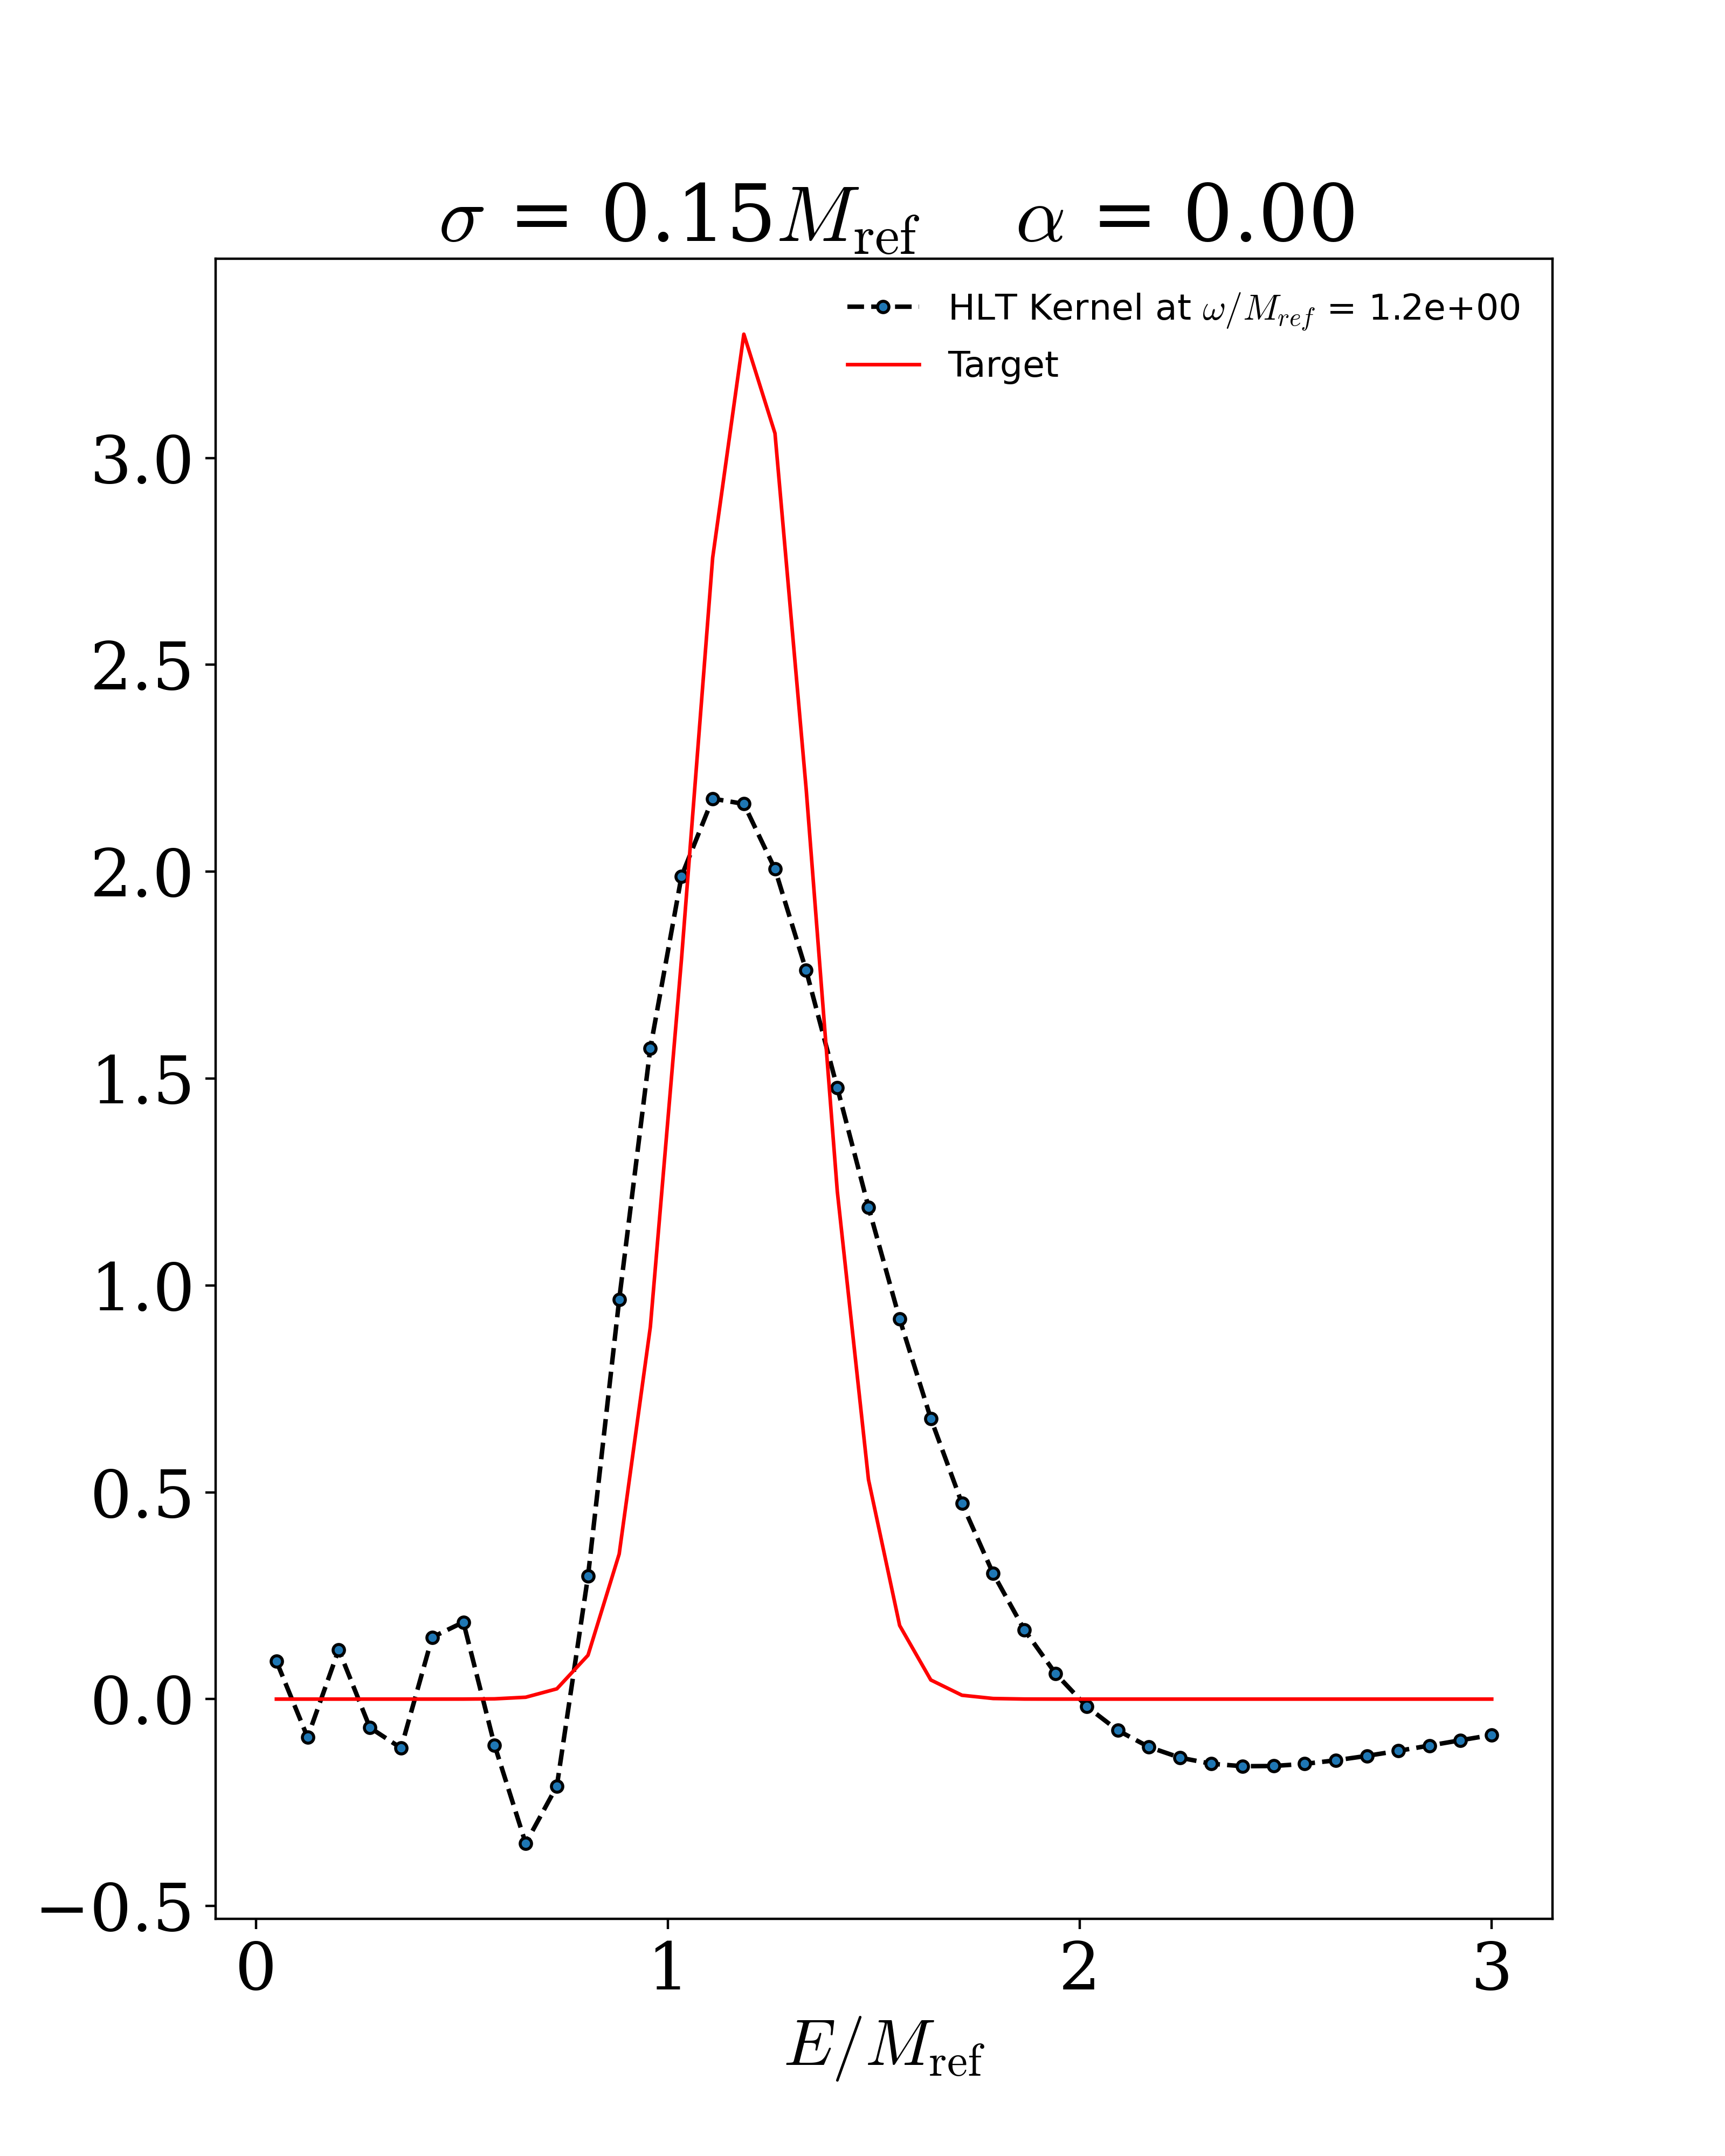 σ = 0.15M_ref α = 0.00
HLT Kernel at ω/M_ref = 1.2e+00
Target
3.0
2.5
2.0
1.5
1.0
0.5
0.0
−0.5
0 1 2 3
E/M_ref